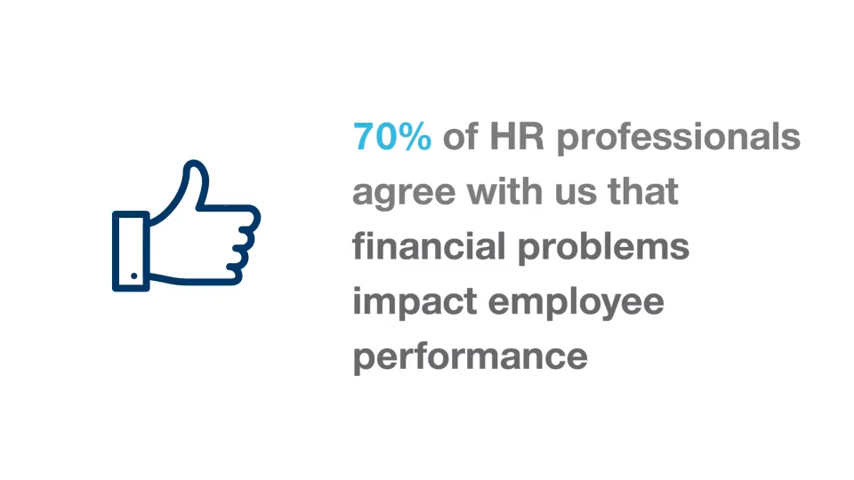 70% of HR professionals
agree with us that
financial problems
impact employee
performance